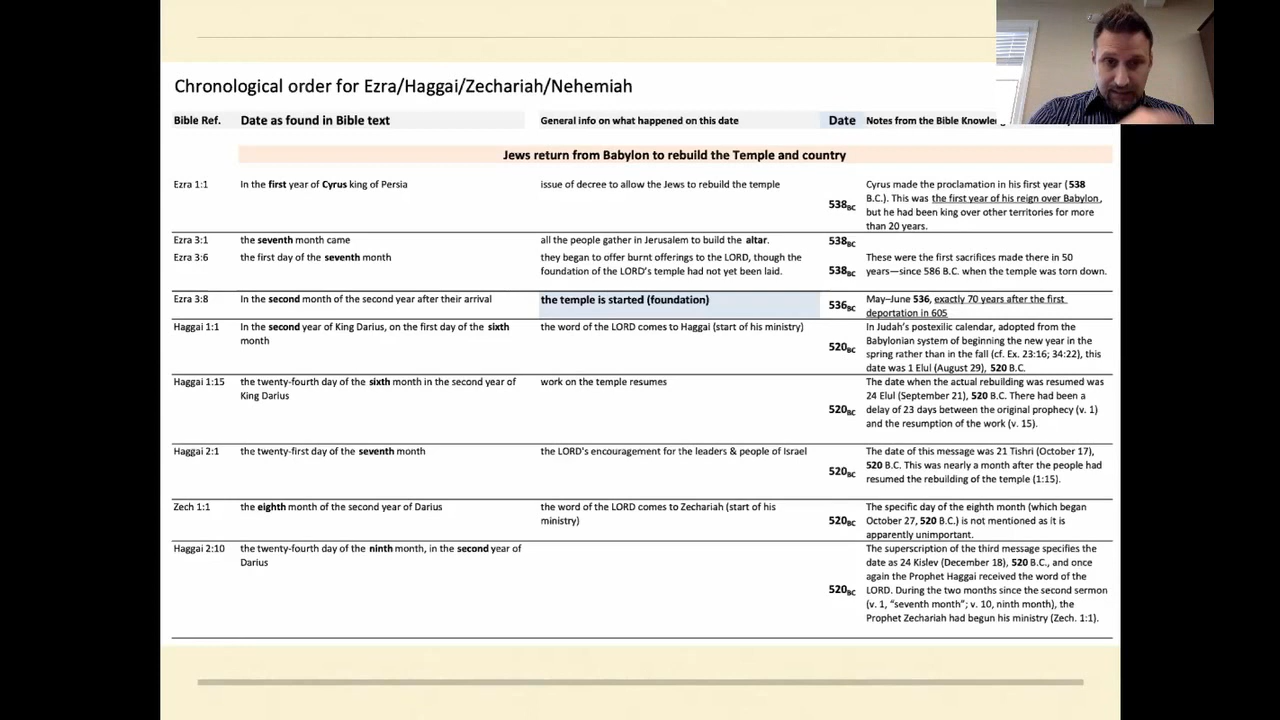 Chronological order for Ezra/Haggai/Zechariah/Nehemiah
Bible Ref. Date as found in Bible text General info on what happened on this date Date Notes from the Bible
Jews return from Babylon to rebuild the Temple and country
Ezra 1:1 In the first year of Cyrus king of Persia issue of decree to allow the Jews to rebuild the temple Cyrus made the proclamation in his first year (538
B.C.). This was the first year of his reign over Babylon,
538BC
but he had been king over other territories for more
than 20 years.
Ezra 3:1 the seventh month came all the people gather in Jerusalem to build the altar. 538BC
Ezra 3:6 the first day of the seventh month they began to offer burnt offerings to the LORD, though the These were the first sacrifices made there in 50
foundation of the LORD's temple had not yet been laid. 538BC years—since 586 B.C. when the temple was torn down.
Ezra 3:8 In the second month of the second year after their arrival the temple is started (foundation) 536BC May–June 536, exactly 70 years after the first
deportation in 605
Haggai 1:1 In the second year of King Darius, on the first day of the sixth the word of the LORD comes to Haggai (start of his ministry) In Judah's postexilic calendar, adopted from the
month Babylonian system of beginning the new year in the
520BC spring rather than in the fall (cf. Ex. 23:16; 34:22), this
date was 1 Elul (August 29), 520 B.C.
Haggai 1:15 the twenty-fourth day of the sixth month in the second year of work on the temple resumes The date when the actual rebuilding was resumed was
King Darius 24 Elul (September 21), 520 B.C. There had been a
520BC delay of 23 days between the original prophecy (v. 1)
and the resumption of the work (v. 15).
Haggai 2:1 the twenty-first day of the seventh month the LORD's encouragement for the leaders & people of Israel The date of this message was 21 Tishri (October 17),
520BC 520 B.C. This was nearly a month after the people had
resumed the rebuilding of the temple (1:15).
Zech 1:1 the eighth month of the second year of Darius the word of the LORD comes to Zechariah (start of his The specific day of the eighth month (which began
ministry) 520BC October 27, 520 B.C.) is not mentioned as it is
apparently unimportant.
Haggai 2:10 the twenty-fourth day of the ninth month, in the second year of The superscription of the third message specifies the
Darius date as 24 Kislev (December 18), 520 B.C., and once
again the Prophet Haggai received the word of the
520BC LORD. During the two months since the second sermon
(v. 1, "seventh month"; v. 10, ninth month), the
Prophet Zechariah had begun his ministry (Zech. 1:1).